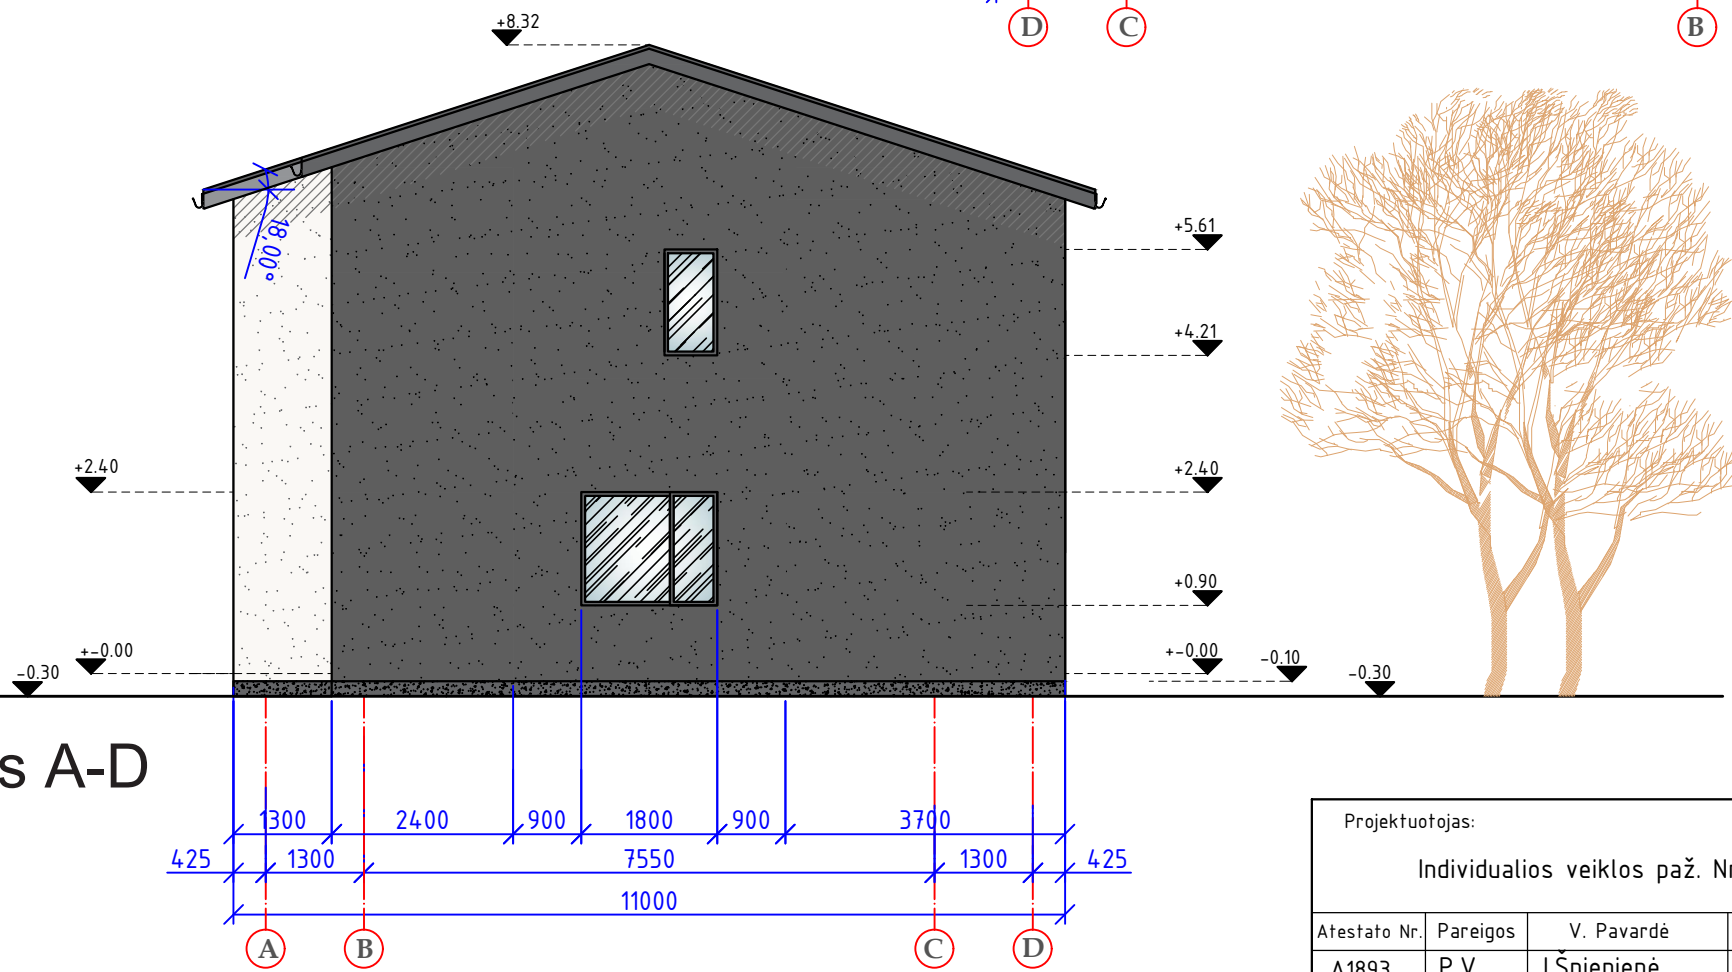 +8.32
D C B
18,00°
+5.61
+4.21
+2.40
+2.40
+0.90
+-0.00
+-0.00
-0.30
-0.10
-0.30
s A-D
1300 2400 900 1800 900 3700
425 1300 7550 1300 425
11000
A B C D
Projektuotojas:
Individualios veiklos paž. Nr
Atestato Nr. Pareigos V. Pavardė
A1893 P.V. I.Špienienė